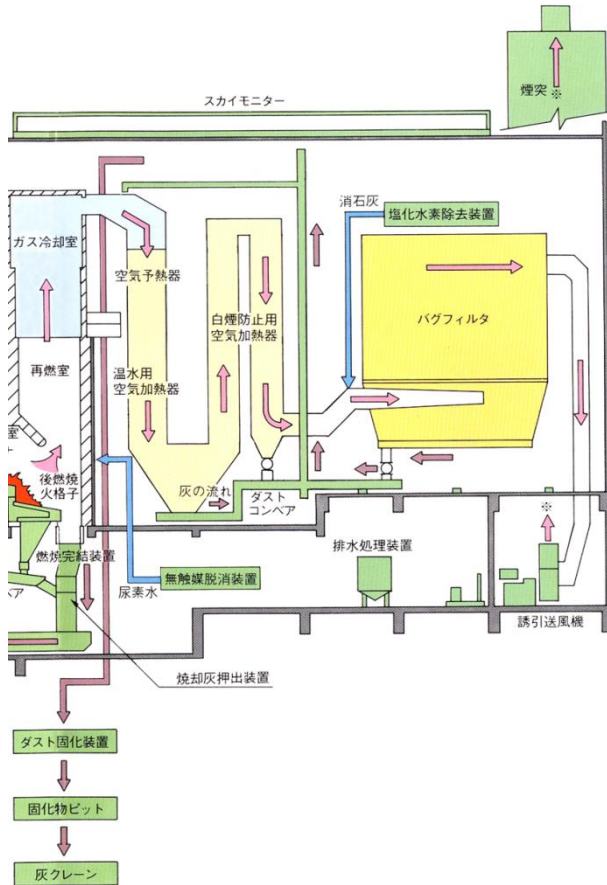 煙突
※
スカイモニター
消石灰
塩化水素除去装置
ガス冷却室
空気予熱器
白煙防止用
空気加熱器
バグフィルタ
再燃室
温水用
空気加熱器
室
後燃焼
火格子
灰の流れ
ダスト
コンベア
※
燃焼完結装置
排水処理装置
ベア
尿素水
無触媒脱消装置
誘引送風機
焼却灰押出装置
ダスト固化装置
固化物ピット
灰クレーン